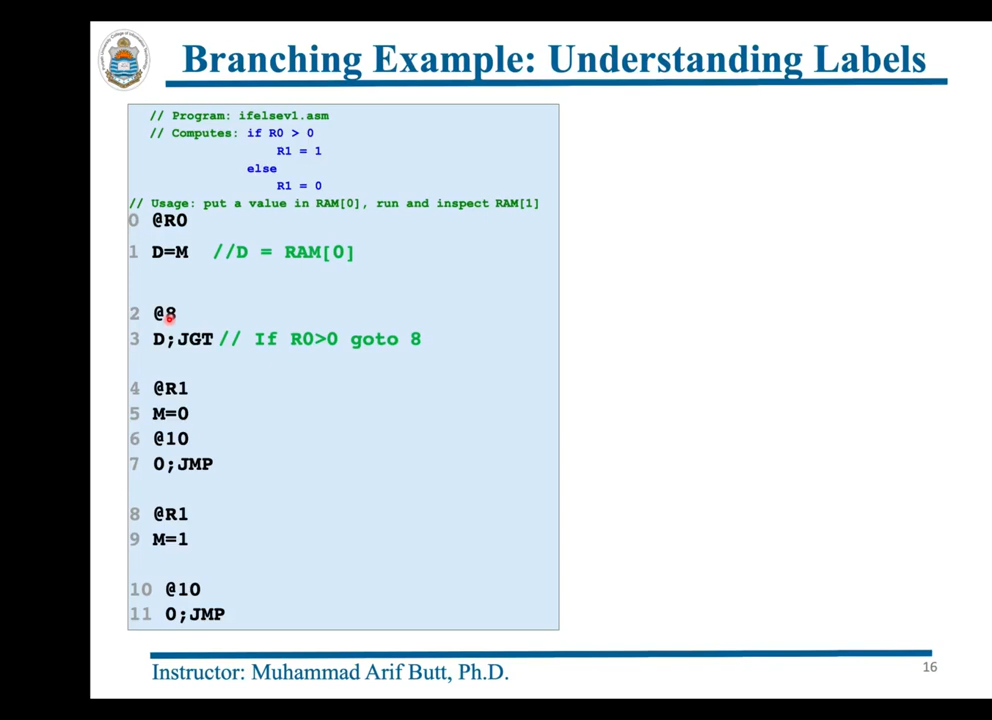 Branching Example: Understanding Labels
// Program: ifelsev1.asm
// Computes: if R0 > 0
R1 = 1
else
R1 = 0
// Usage: put a value in RAM[0], run and inspect RAM[1]
0 @R0
1 D=M //D = RAM[0]
2 @8
3 D;JGT // If R0>0 goto 8
4 @R1
5 M=0
6 @10
7 0;JMP
8 @R1
9 M=1
10 @10
11 0;JMP
Instructor: Muhammad Arif Butt, Ph.D.
16